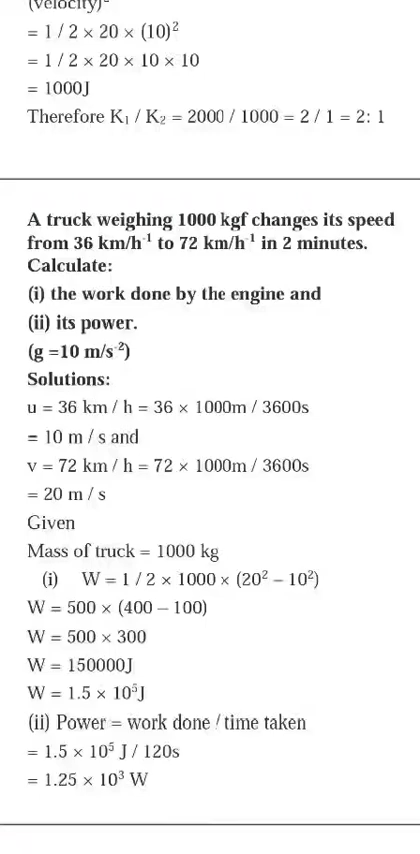 (velocity)²
= 1 / 2 × 20 × (10)²
= 1 / 2 × 20 × 10 × 10
= 1000J
Therefore K₁ / K₂ = 2000 / 1000 = 2 / 1 = 2: 1
A truck weighing 1000 kgf changes its speed
from 36 km/h⁻¹ to 72 km/h⁻¹ in 2 minutes.
Calculate:
(i) the work done by the engine and
(ii) its power.
(g =10 m/s⁻²)
Solutions:
u = 36 km / h = 36 × 1000m / 3600s
= 10 m / s and
v = 72 km / h = 72 × 1000m / 3600s
= 20 m / s
Given
Mass of truck = 1000 kg
(i) W = 1 / 2 × 1000 × (20² – 10²)
W = 500 × (400 – 100)
W = 500 × 300
W = 150000J
W = 1.5 × 10⁵J
(ii) Power = work done / time taken
= 1.5 × 10⁵ J / 120s
= 1.25 × 10³ W